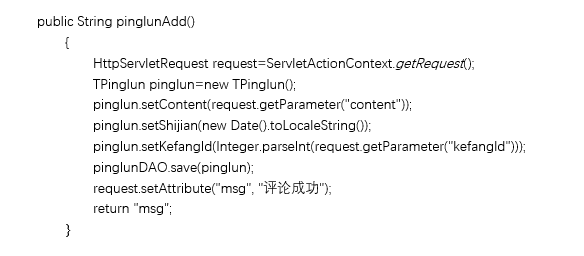 public String pinglunAdd()
{
HttpServletRequest request=ServletActionContext.getRequest();
TPinglun pinglun=new TPinglun();
pinglun.setContent(request.getParameter("content"));
pinglun.setShijian(new Date().toLocaleString());
pinglun.setKefangId(Integer.parseInt(request.getParameter("kefangId")));
pinglunDAO.save(pinglun);
request.setAttribute("msg", "评论成功");
return "msg";
}